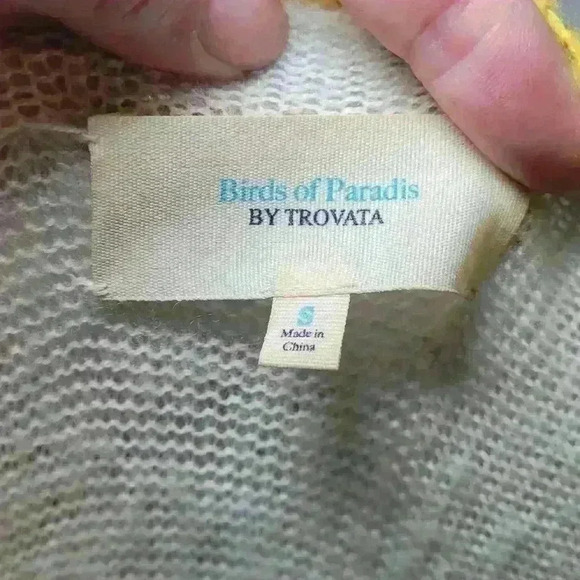 Birds of Paradis
BY TROVATA
S
Made in
China